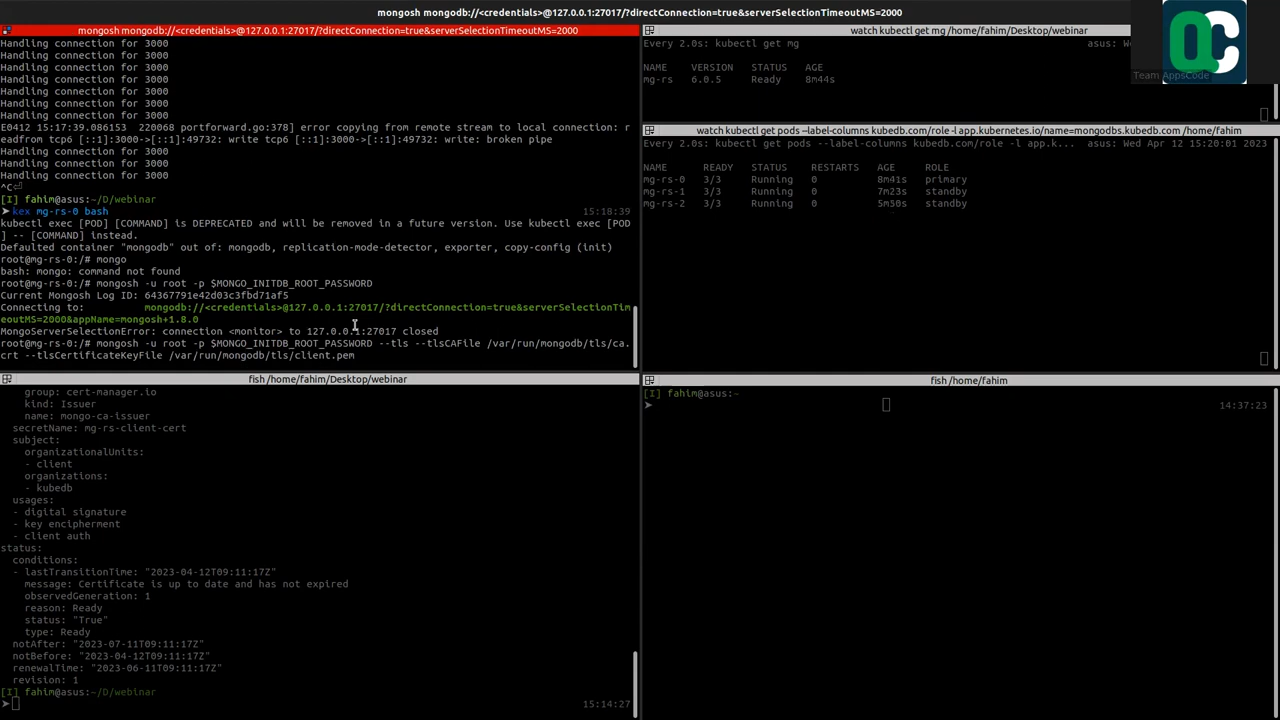 mongosh mongodb://<credentials>@127.0.0.1:27017/?directConnection=true&serverSelectionTimeoutMS=2000
mongosh mongodb://<credentials>@127.0.0.1:27017/?directConnection=true&serverSelectionTimeoutMS=2000
Handling connection for 3000
Handling connection for 3000
Handling connection for 3000
Handling connection for 3000
Handling connection for 3000
Handling connection for 3000
Handling connection for 3000
E0412 15:17:39.086153  220068 portforward.go:378] error copying from remote stream to local connection: r
eadfrom tcp6 [::1]:3000->[::1]:49732: write tcp6 [::1]:3000->[::1]:49732: write: broken pipe
Handling connection for 3000
Handling connection for 3000
Handling connection for 3000
^C⏎
[I] fahim@asus:~/D/webinar
➤kex mg-rs-0 bash 15:18:39
kubectl exec [POD] [COMMAND] is DEPRECATED and will be removed in a future version. Use kubectl exec [POD
] -- [COMMAND] instead.
Defaulted container "mongodb" out of: mongodb, replication-mode-detector, exporter, copy-config (init)
root@mg-rs-0:/# mongo
bash: mongo: command not found
root@mg-rs-0:/# mongosh -u root -p $MONGO_INITDB_ROOT_PASSWORD
Current Mongosh Log ID: 64367791e42d03c3fbd71af5
Connecting to: mongodb://<credentials>@127.0.0.1:27017/?directConnection=true&serverSelectionTim
eoutMS=2000&appName=mongosh+1.8.0
MongoServerSelectionError: connection <monitor> to 127.0.0.1:27017 closed
root@mg-rs-0:/# mongosh -u root -p $MONGO_INITDB_ROOT_PASSWORD --tls --tlsCAFile /var/run/mongodb/tls/ca.
crt --tlsCertificateKeyFile /var/run/mongodb/tls/client.pem
watch kubectl get mg /home/fahim/Desktop/webinar
Every 2.0s: kubectl get mg asus: We
Team AppsCode
NAME VERSION STATUS AGE
mg-rs 6.0.5 Ready 8m44s
watch kubectl get pods --label-columns kubedb.com/role -l app.kubernetes.io/name=mongodbs.kubedb.com /home/fahim
Every 2.0s: kubectl get pods --label-columns kubedb.com/role -l app.k... asus: Wed Apr 12 15:20:01 2023
NAME READY STATUS RESTARTS AGE ROLE
mg-rs-0 3/3 Running 0 8m41s primary
mg-rs-1 3/3 Running 0 7m23s standby
mg-rs-2 3/3 Running 0 5m30s standby
fish /home/fahim/Desktop/webinar
group: cert-manager.io
kind: Issuer
name: mongo-ca-issuer
secretName: mg-rs-client-cert
subject:
organizationalUnits:
- client
organizations:
- kubedb
usages:
- digital signature
- key encipherment
- client auth
status:
conditions:
- lastTransitionTime: "2023-04-12T09:11:17Z"
message: Certificate is up to date and has not expired
observedGeneration: 1
reason: Ready
status: "True"
type: Ready
notAfter: "2023-07-11T09:11:17Z"
notBefore: "2023-04-12T09:11:17Z"
renewalTime: "2023-06-11T09:11:17Z"
revision: 1
[I] fahim@asus:~/D/webinar
➤ 15:14:27
fish /home/fahim
[I] fahim@asus:~
➤ 14:37:23